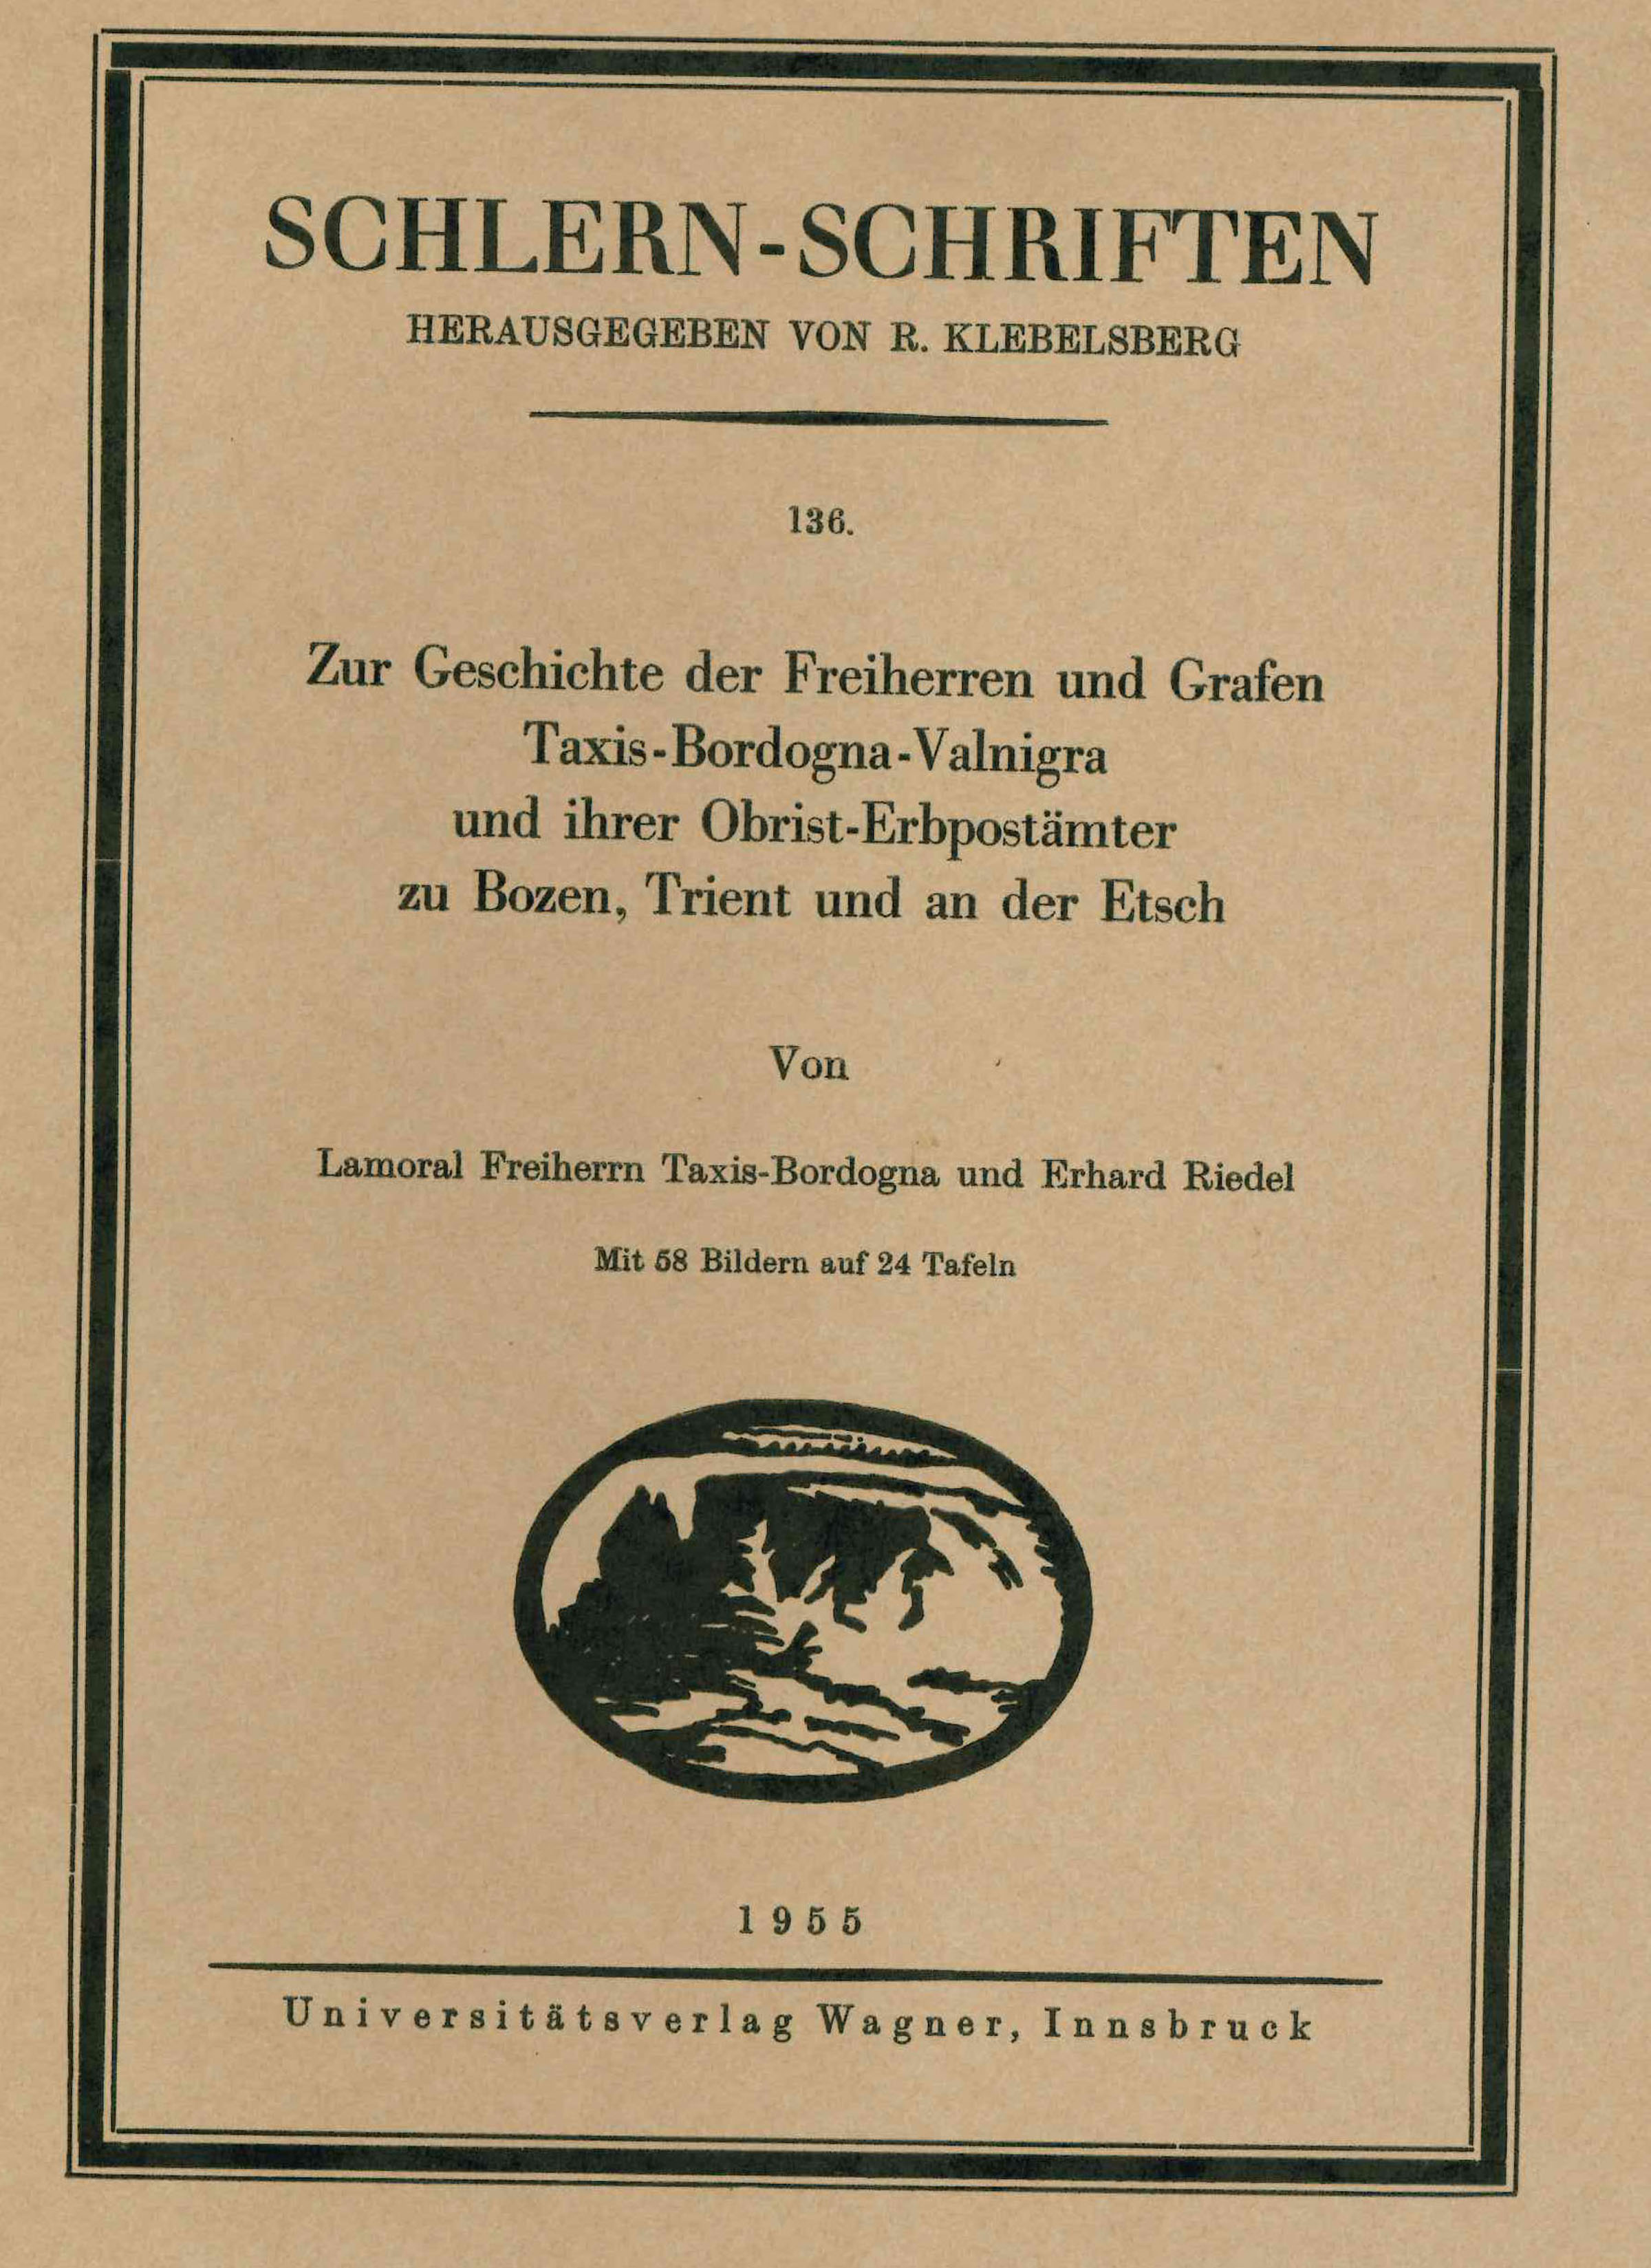 SCHLERN-SCHRIFTEN
HERAUSGEGEBEN VON R. KLEBELSBERG
136.
Zur Geschichte der Freiherren und Grafen
Taxis-Bordogna-Valnigra
und ihrer Obrist-Erbpostämter
zu Bozen, Trient und an der Etsch
Von
Lamoral Freiherrn Taxis-Bordogna und Erhard Riedel
Mit 58 Bildern auf 24 Tafeln
1955
Universitätsverlag Wagner, Innsbruck